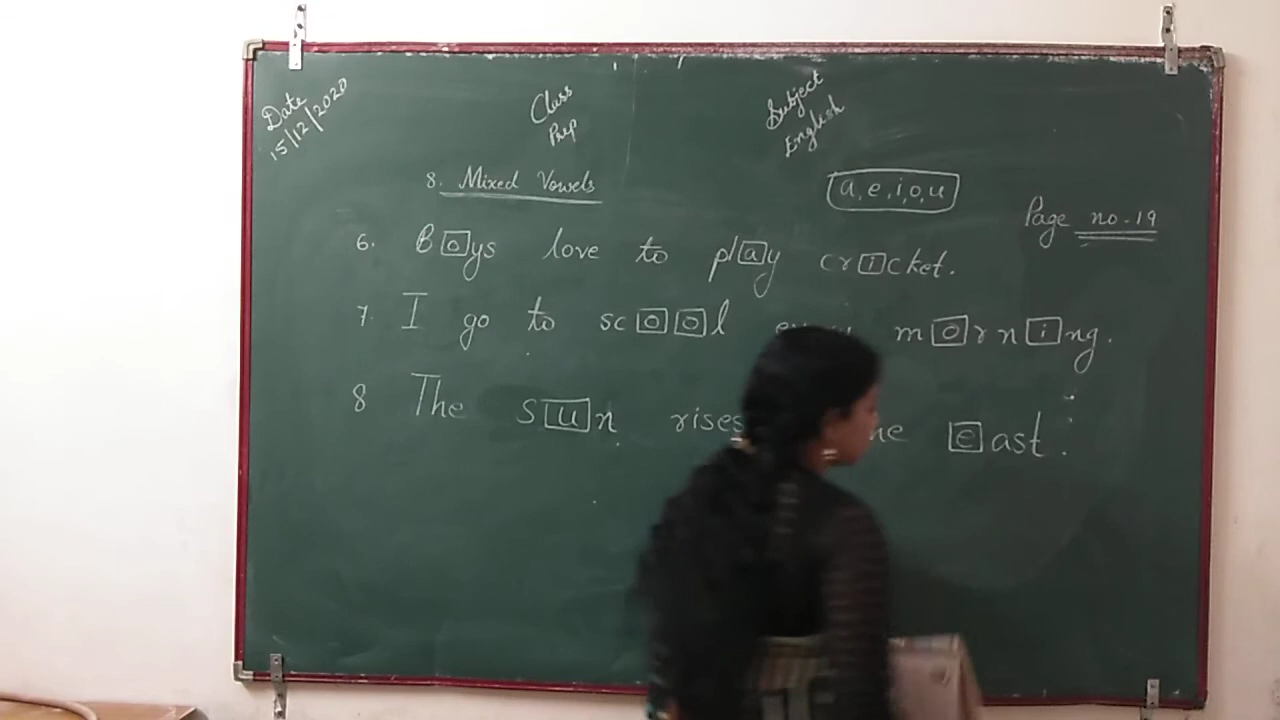 Date
15/12/2020
Class
Prep
Subject
English
8. Mixed Vowels
a, e, i, o, u
Page no-19
6. Boys love to play cricket.
7. I go to scool morning.
8 The sun rises east.